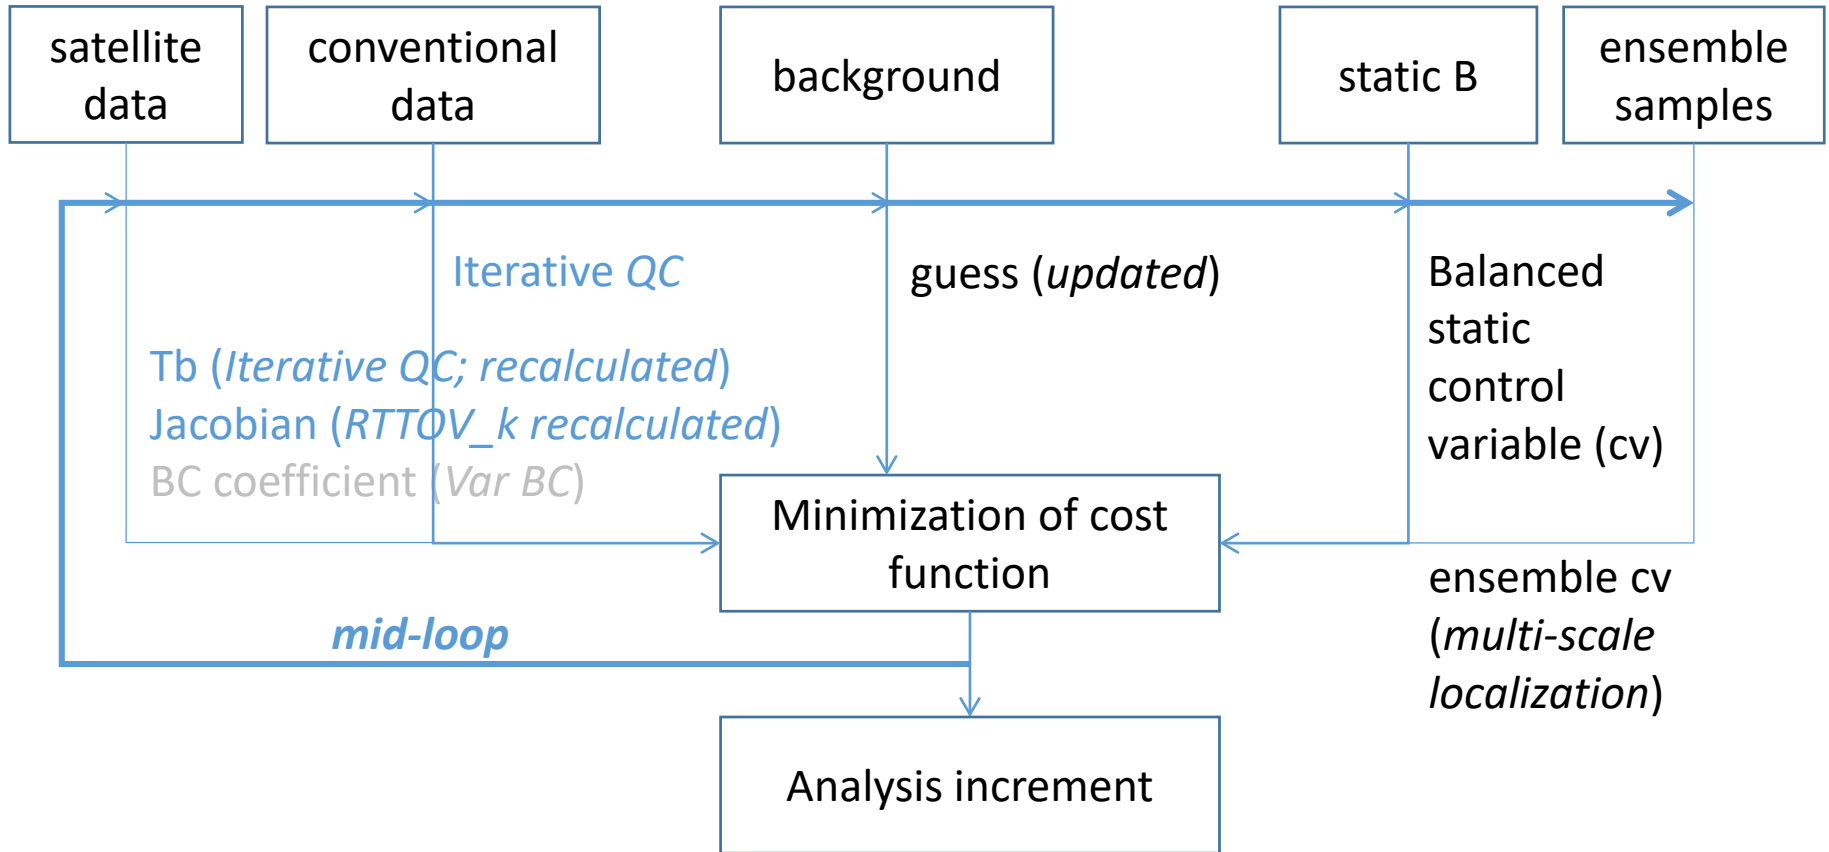 satellite
data
conventional
data
background
static B
ensemble
samples
Iterative QC
guess (updated)
Balanced
static
control
variable (cv)
Tb (Iterative QC; recalculated)
Jacobian (RTTOV_k recalculated)
BC coefficient (Var BC)
Minimization of cost
function
ensemble cv
(multi-scale
localization)
mid-loop
Analysis increment